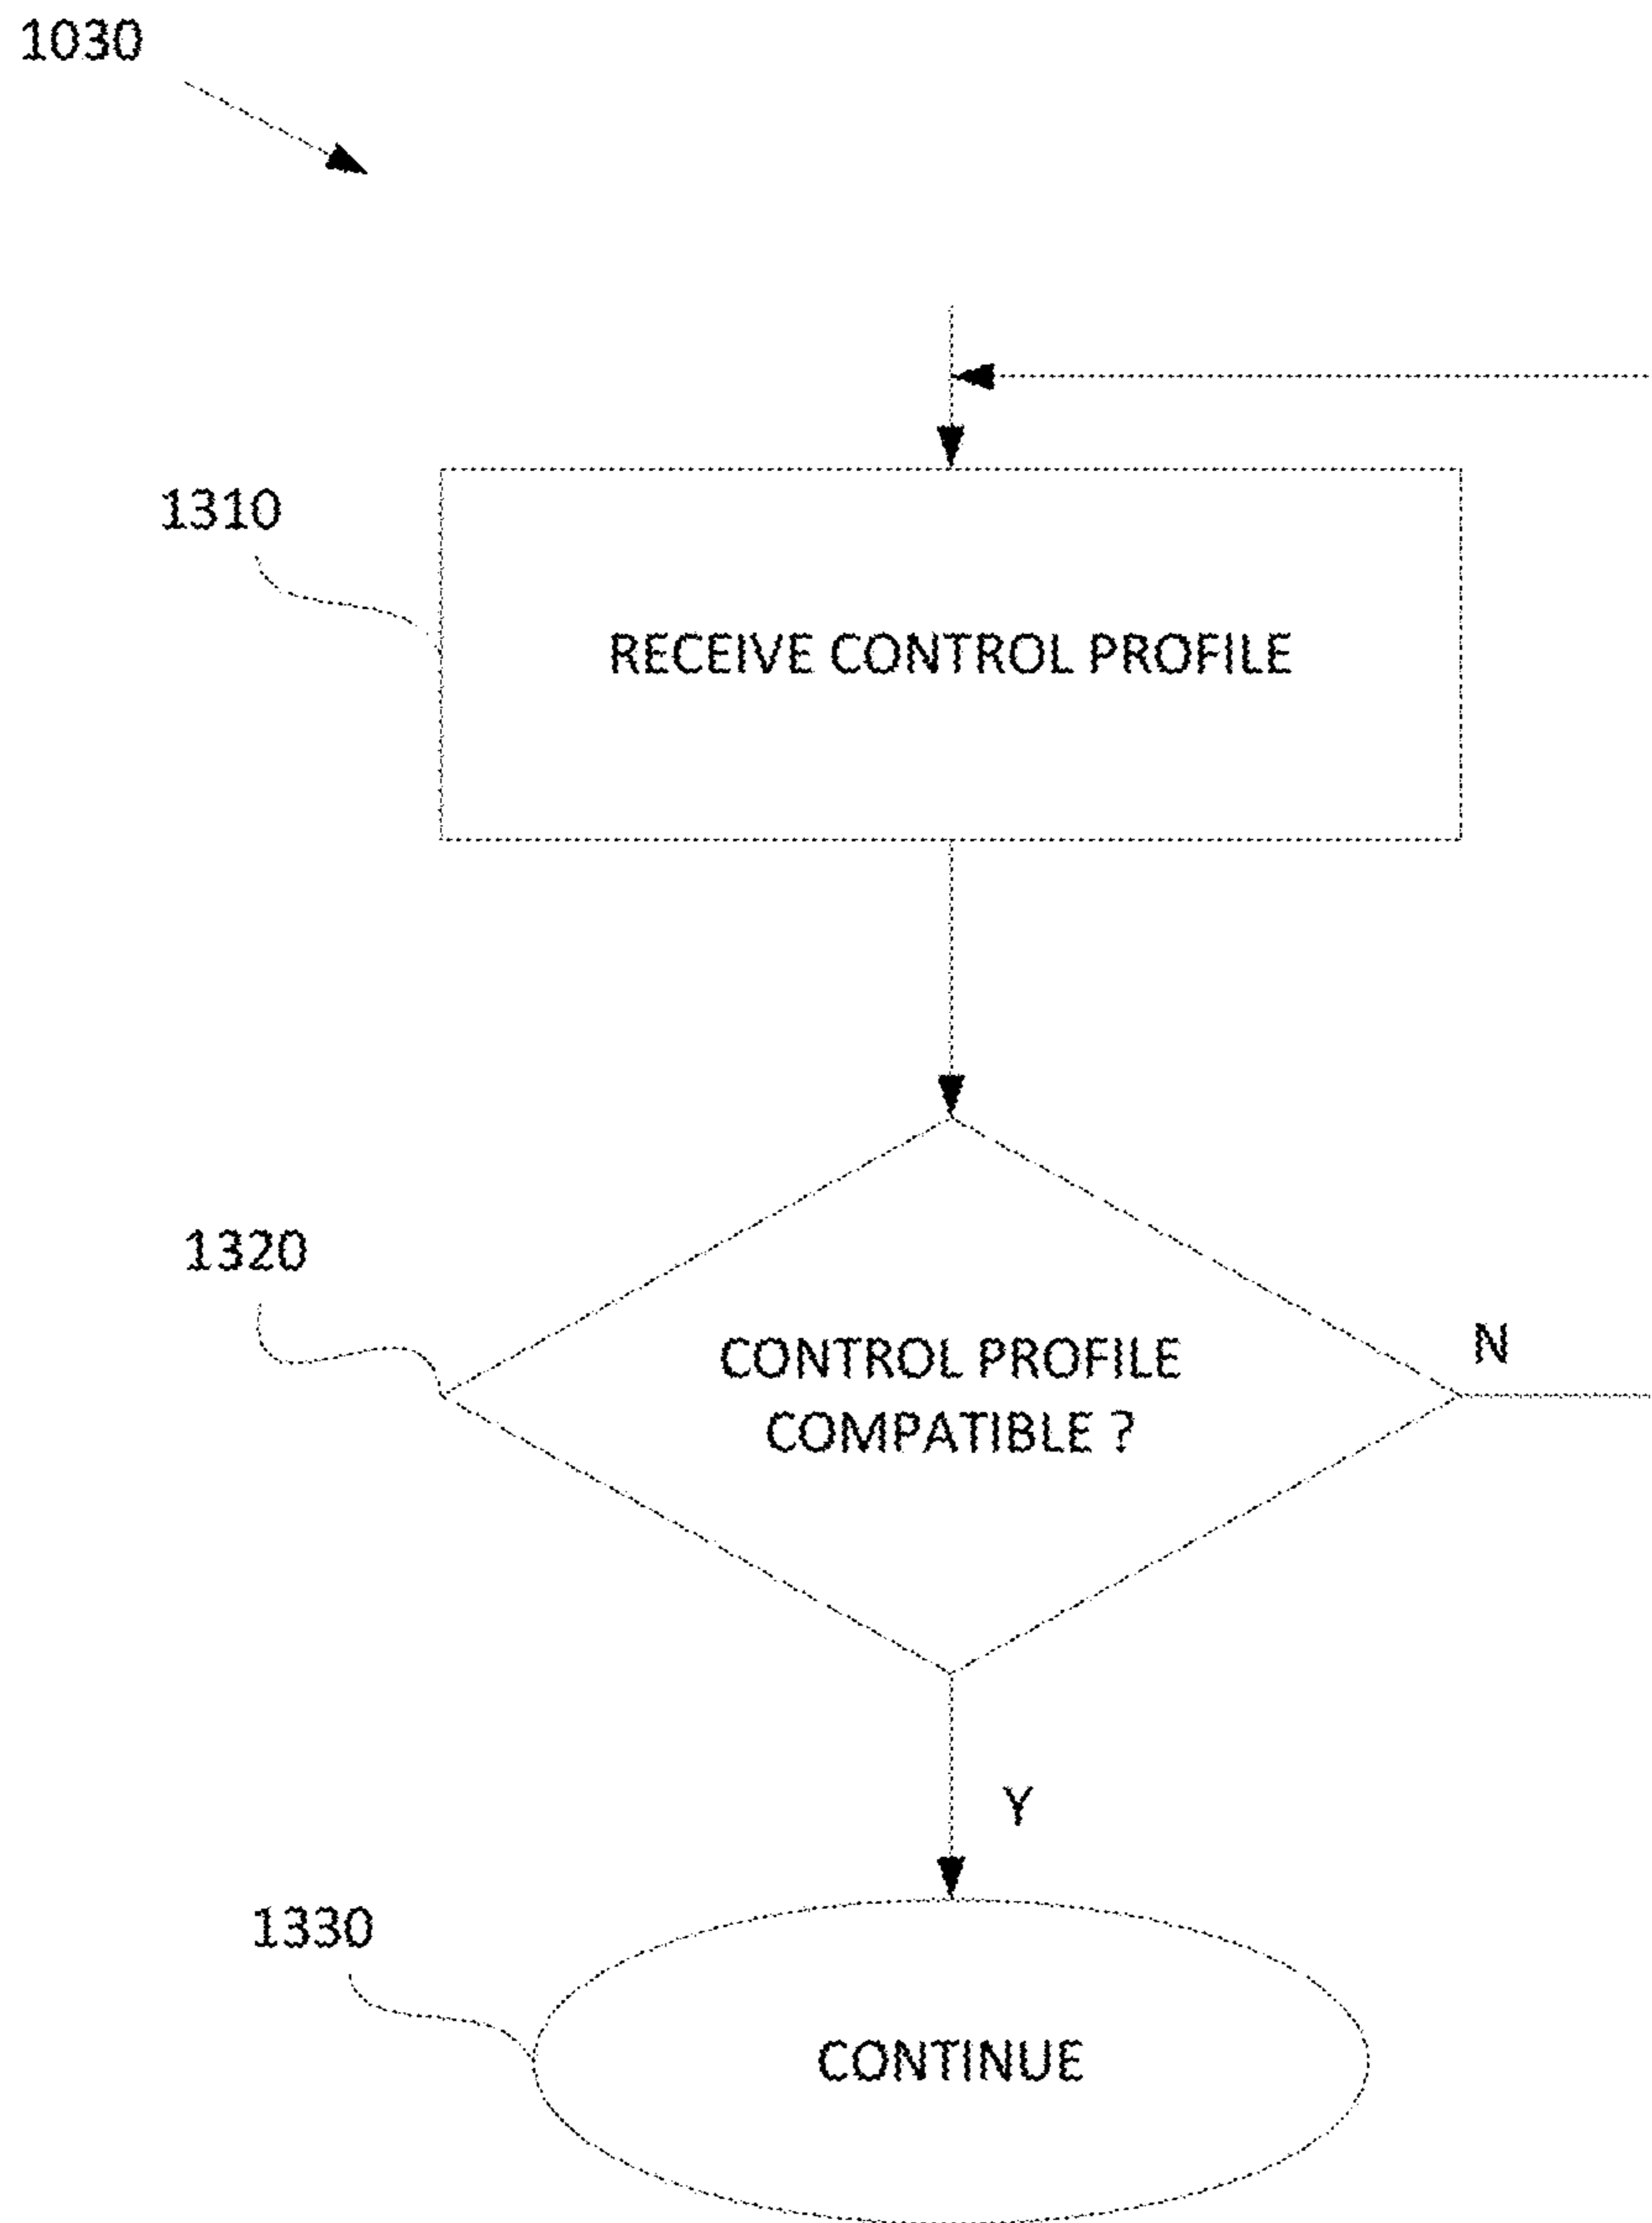 1030
1310
RECEIVE CONTROL PROFILE
1320
CONTROL PROFILE
COMPATIBLE ?
N
Y
1330
CONTINUE